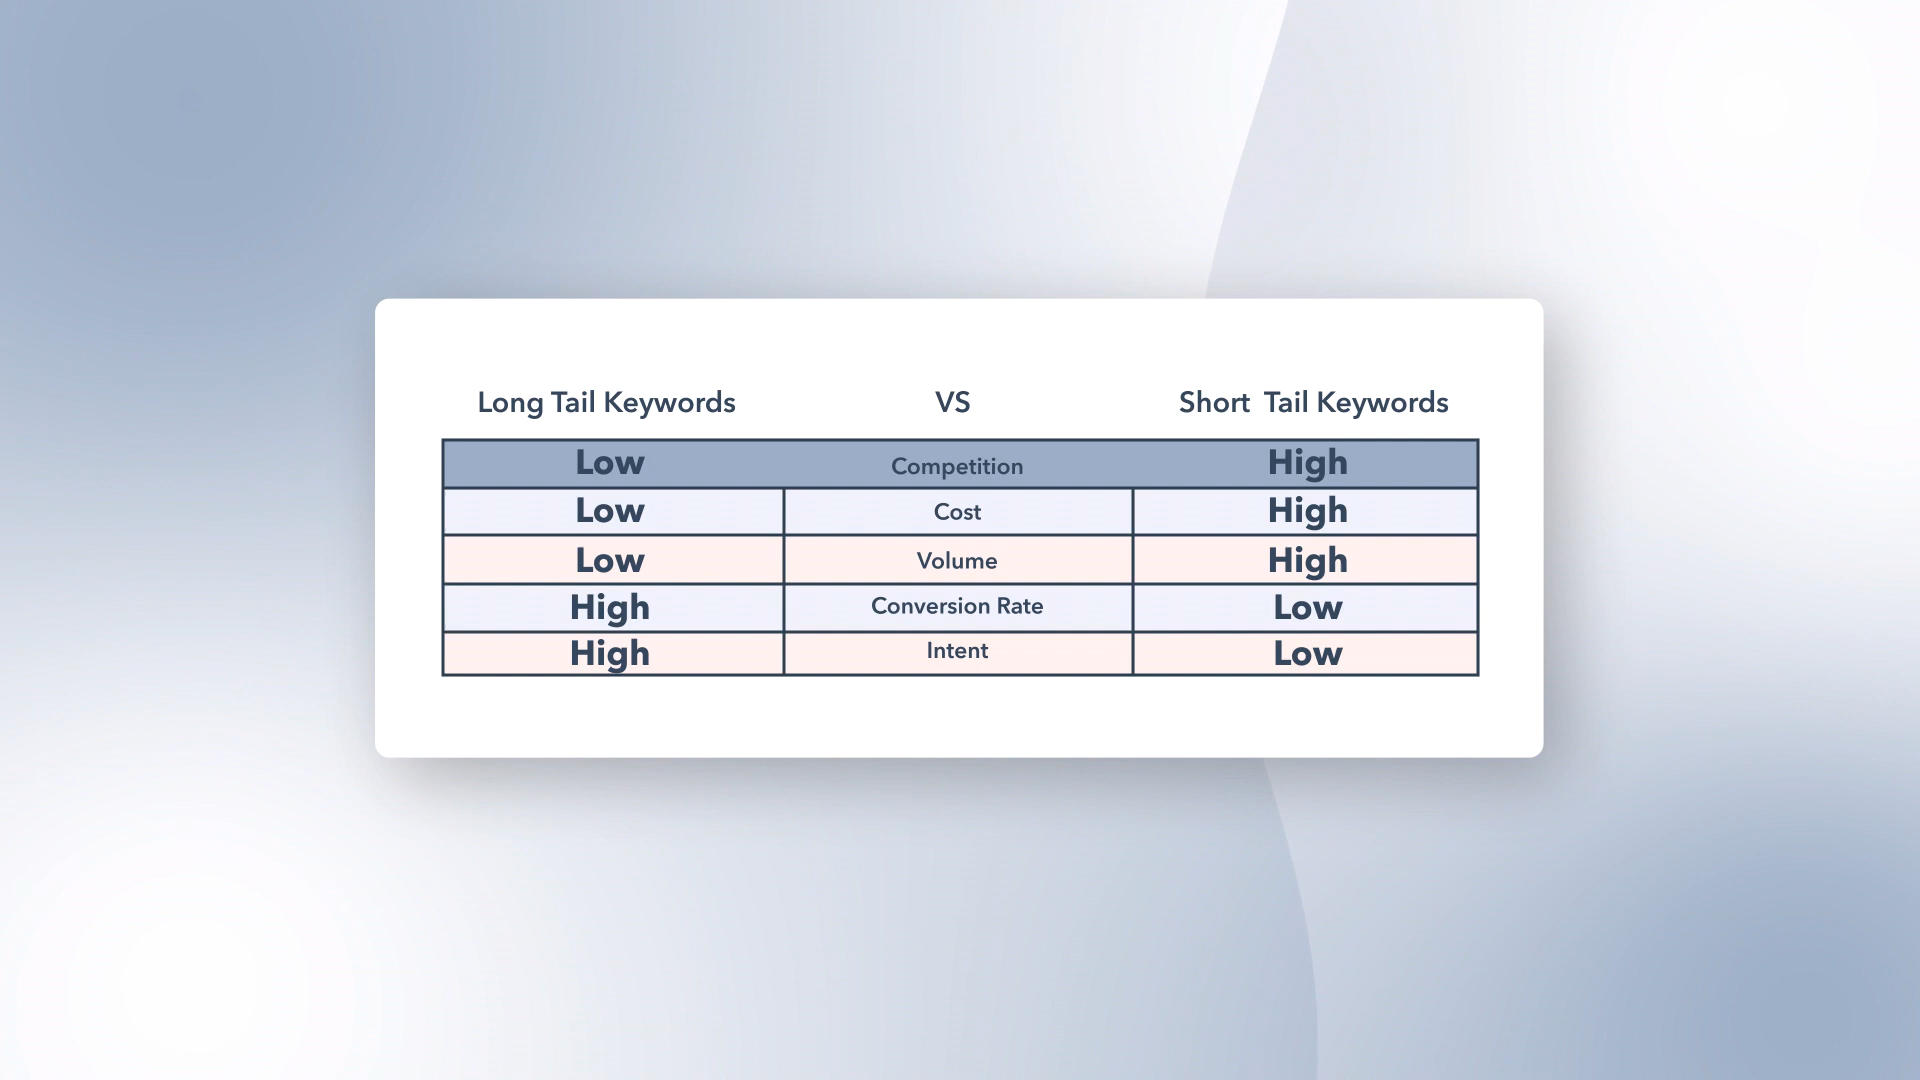 Long Tail Keywords VS Short Tail Keywords
Low Competition High
Low Cost High
Low Volume High
High Conversion Rate Low
High Intent Low